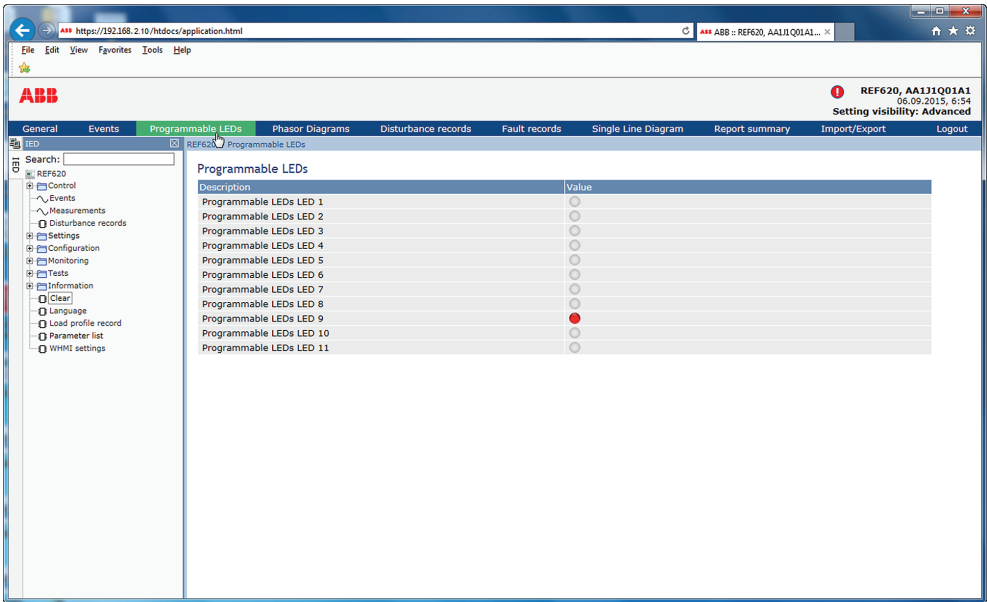 ABB https://192.168.2.10/htdocs/application.html
ABB ABB :: REF620, AA1J1Q01A1... ×
File Edit View Favorites Tools Help
ABB
REF620, AA1J1Q01A1
06.09.2015, 6:54
Setting visibility: Advanced
General Events Programmable LEDs Phasor Diagrams Disturbance records Fault records Single Line Diagram Report summary Import/Export Logout
IED
IED
Search:
REF620
Control
Events
Measurements
Disturbance records
Settings
Configuration
Monitoring
Tests
Information
Clear
Language
Load profile record
Parameter list
WHMI settings
REF620 Programmable LEDs
Programmable LEDs
Description Value
Programmable LEDs LED 1
Programmable LEDs LED 2
Programmable LEDs LED 3
Programmable LEDs LED 4
Programmable LEDs LED 5
Programmable LEDs LED 6
Programmable LEDs LED 7
Programmable LEDs LED 8
Programmable LEDs LED 9
Programmable LEDs LED 10
Programmable LEDs LED 11